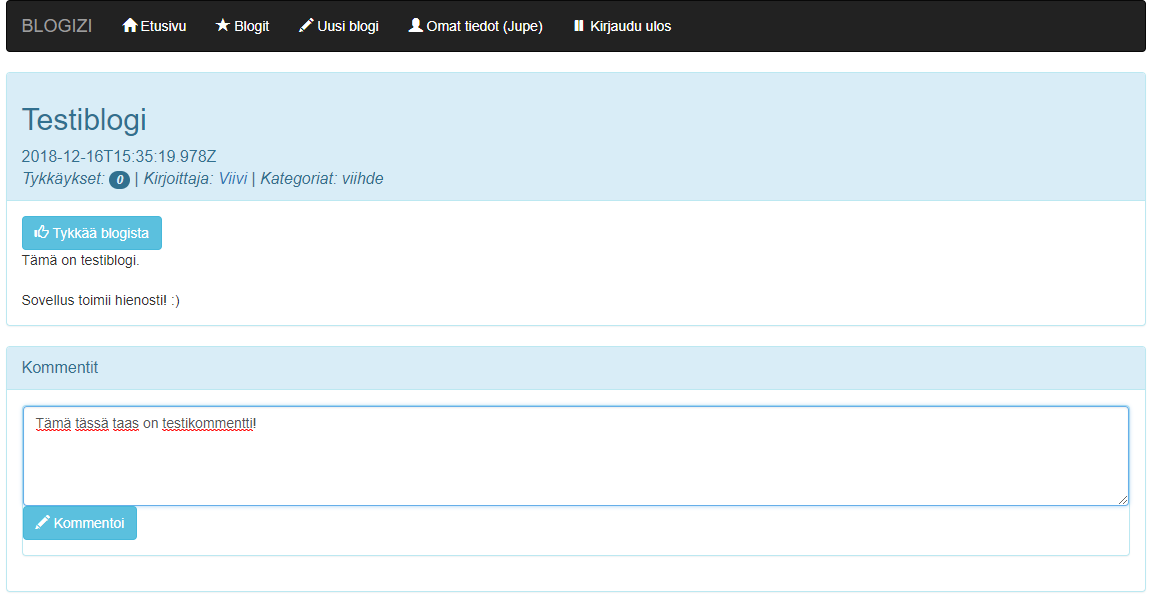 BLOGIZI Etusivu Blogit Uusi blogi Omat tiedot (Jupe) Kirjaudu ulos
Testiblogi
2018-12-16T15:35:19.978Z
Tykkäykset: 0 | Kirjoittaja: Viivi | Kategoriat: viihde
Tykkää blogista
Tämä on testiblogi.
Sovellus toimii hienosti! :)
Kommentit
Tämä tässä taas on testikommentti!
Kommentoi